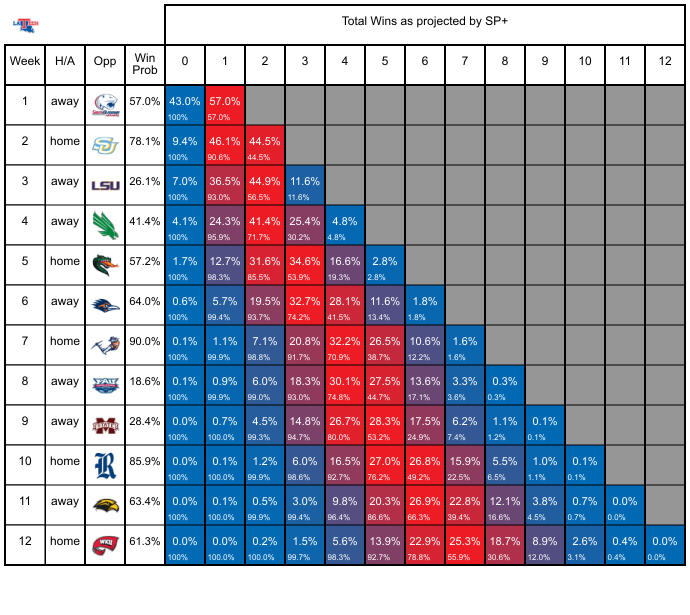 Total Wins as projected by SP+
Week H/A Opp Win Prob 0 1 2 3 4 5 6 7 8 9 10 11 12
1 away 57.0% 43.0% 57.0%
100% 57.0%
2 home 78.1% 9.4% 46.1% 44.5%
100% 90.6% 44.5%
3 away LSU 26.1% 7.0% 36.5% 44.9% 11.6%
100% 93.0% 56.5% 11.6%
4 away 41.4% 4.1% 24.3% 41.4% 25.4% 4.8%
100% 95.9% 71.7% 30.2% 4.8%
5 home 57.2% 1.7% 12.7% 31.6% 34.6% 16.6% 2.8%
100% 98.3% 85.5% 53.9% 19.3% 2.8%
6 away 64.0% 0.6% 5.7% 19.5% 32.7% 28.1% 11.6% 1.8%
100% 99.4% 93.7% 74.2% 41.5% 13.4% 1.8%
7 home 90.0% 0.1% 1.1% 7.1% 20.8% 32.2% 26.5% 10.6% 1.6%
100% 99.9% 98.8% 91.7% 70.9% 38.7% 12.2% 1.6%
8 away FAU 18.6% 0.1% 0.9% 6.0% 18.3% 30.1% 27.5% 13.6% 3.3% 0.3%
100% 99.9% 99.0% 93.0% 74.8% 44.7% 17.1% 3.6% 0.3%
9 away 28.4% 0.0% 0.7% 4.5% 14.8% 26.7% 28.3% 17.5% 6.2% 1.1% 0.1%
100% 100.0% 99.3% 94.7% 80.0% 53.2% 24.9% 7.4% 1.2% 0.1%
10 home R 85.9% 0.0% 0.1% 1.2% 6.0% 16.5% 27.0% 26.8% 15.9% 5.5% 1.0% 0.1%
100% 100.0% 99.9% 98.6% 92.7% 76.2% 49.2% 22.5% 6.5% 1.1% 0.1%
11 away 63.4% 0.0% 0.1% 0.5% 3.0% 9.8% 20.3% 26.9% 22.8% 12.1% 3.8% 0.7% 0.0%
100% 100.0% 99.9% 99.4% 96.4% 86.6% 66.3% 39.4% 16.6% 4.5% 0.7% 0.0%
12 home WKU 61.3% 0.0% 0.0% 0.2% 1.5% 5.6% 13.9% 22.9% 25.3% 18.7% 8.9% 2.6% 0.4% 0.0%
100% 100.0% 100.0% 99.7% 98.3% 92.7% 78.8% 55.9% 30.6% 12.0% 3.1% 0.4% 0.0%